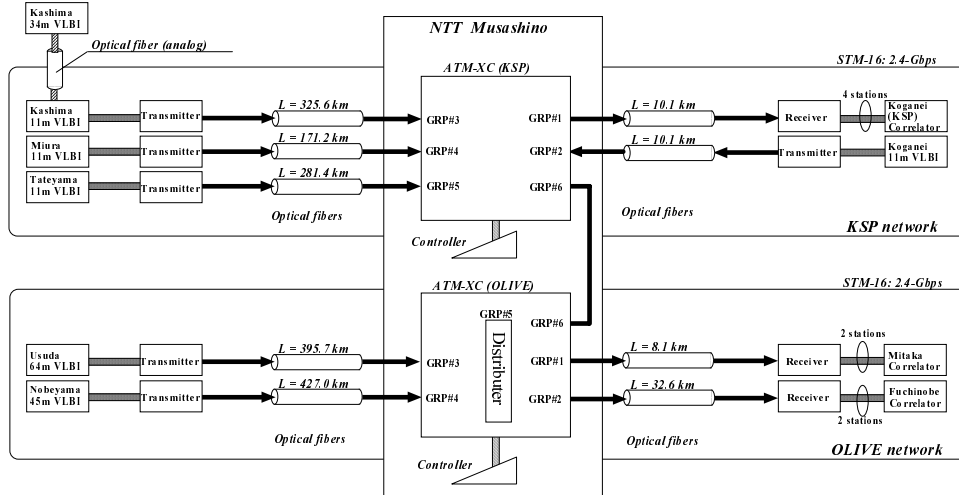 Kashima
34m VLBI
Optical fiber (analog)
NTT Musashino
STM-16: 2.4-Gbps
ATM-XC (KSP)
Kashima
11m VLBI
Transmitter
L = 325.6 km
GRP#3
GRP#1
L = 10.1 km
Receiver
4 stations
Koganei
(KSP)
Correlator
Miura
11m VLBI
Transmitter
L = 171.2 km
GRP#4
GRP#2
L = 10.1 km
Transmitter
Koganei
11m VLBI
Tateyama
11m VLBI
Transmitter
L = 281.4 km
GRP#5
GRP#6
Optical fibers
Optical fibers
Controller
KSP network
ATM-XC (OLIVE)
STM-16: 2.4-Gbps
GRP#5
Distributer
GRP#6
Usuda
64m VLBI
Transmitter
L = 395.7 km
GRP#3
GRP#1
L = 8.1 km
Receiver
2 stations
Mitaka
Correlator
Nobeyama
45m VLBI
Transmitter
L = 427.0 km
GRP#4
GRP#2
L = 32.6 km
Receiver
2 stations
Fuchinobe
Correlator
Optical fibers
Optical fibers
Controller
OLIVE network